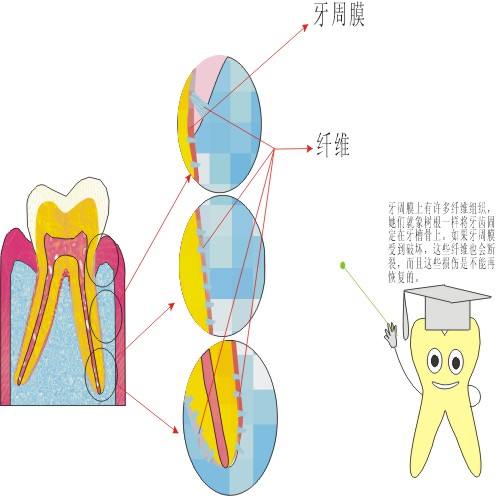 牙周膜
纤维
牙周膜上有许多纤维组织，
她们就象树根一样将牙齿固
定在牙槽骨上。如果牙周膜
受到破坏，这些纤维也会断
裂，而且这些损伤是不能再
恢复的。